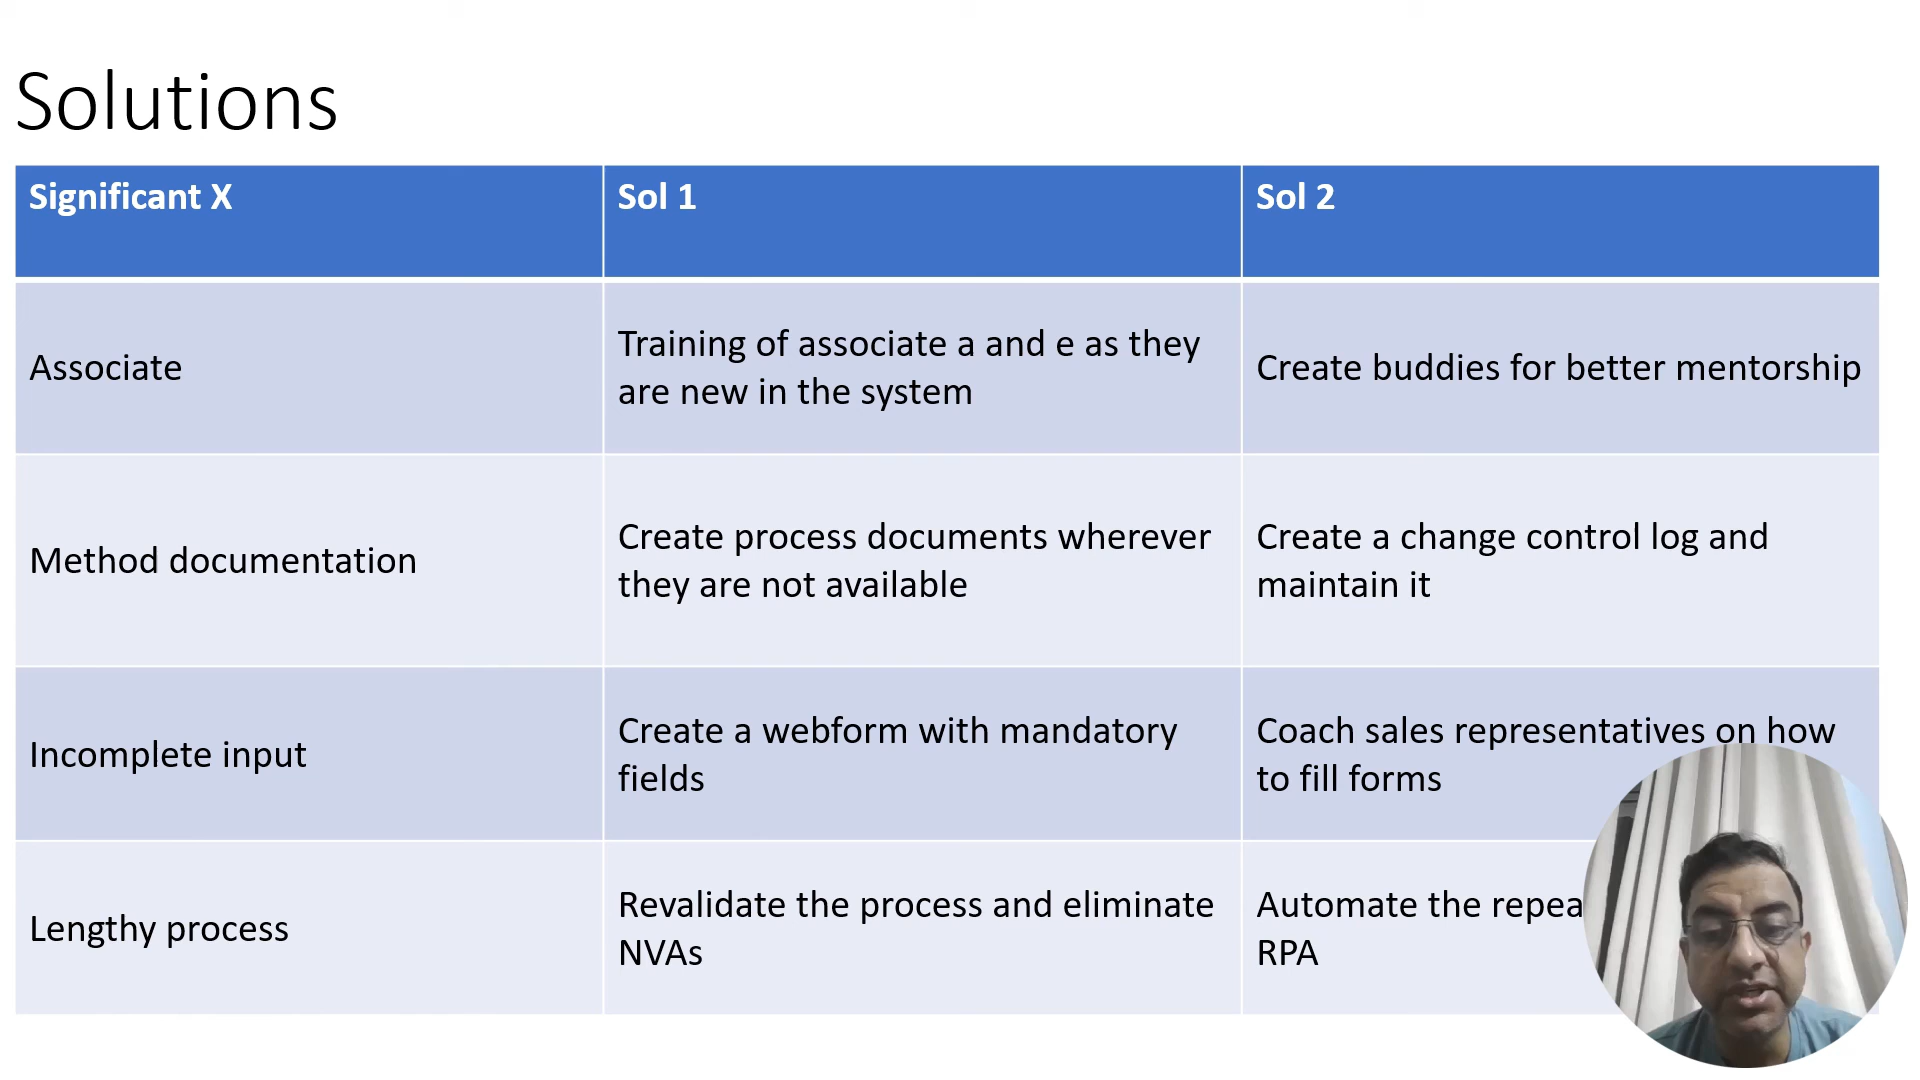 Solutions
Significant X
Sol 1
Sol 2
Associate
Training of associate a and e as they
are new in the system
Create buddies for better mentorship
Method documentation
Create process documents wherever
they are not available
Create a change control log and
maintain it
Incomplete input
Create a webform with mandatory
fields
Coach sales representatives on how
to fill forms
Lengthy process
Revalidate the process and eliminate
NVAs
Automate the
RPA